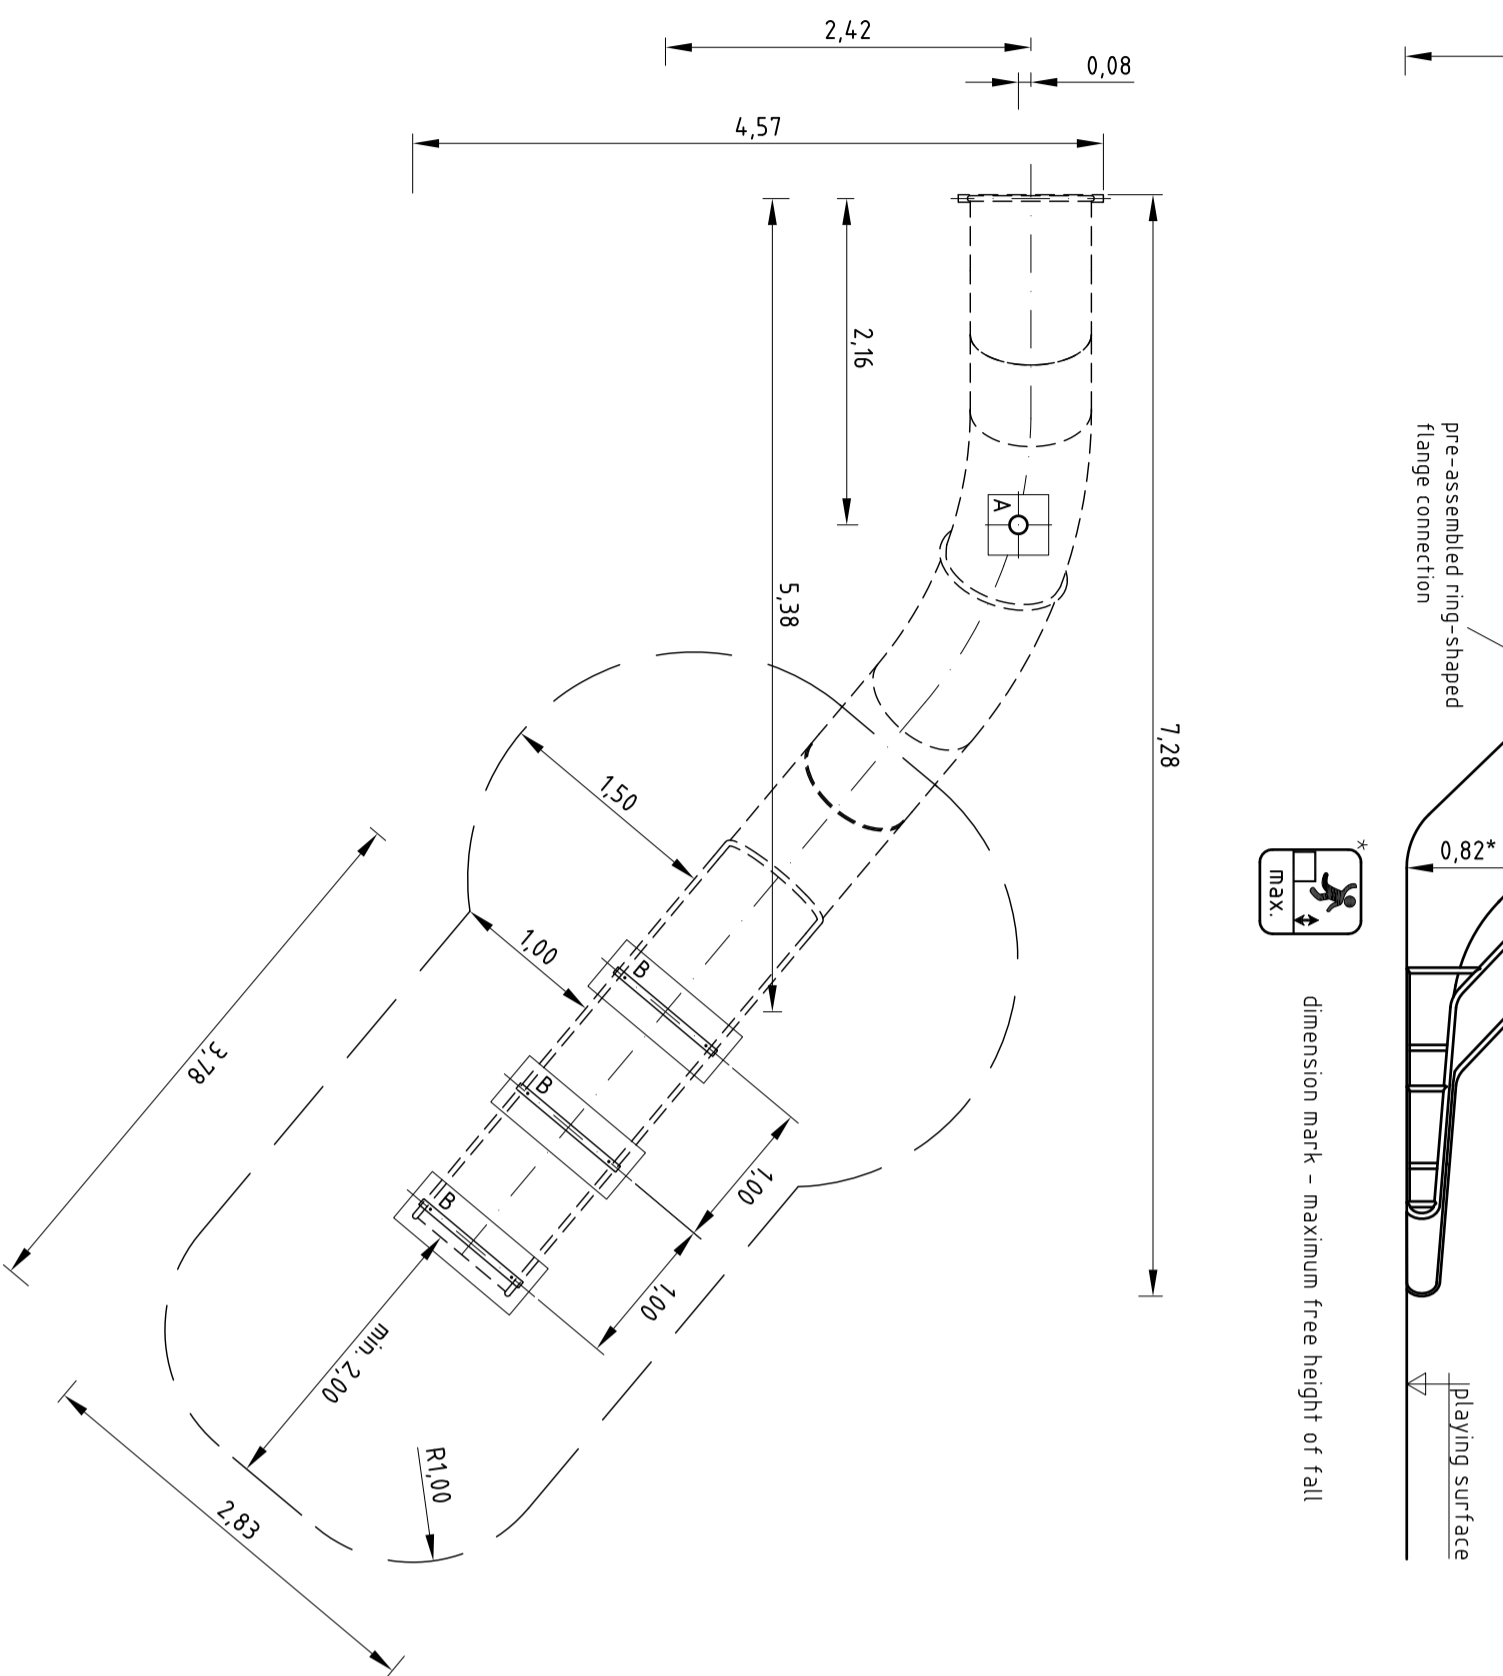 2,42
0,08
4,57
2,16
5,38
7,28
A
pre-assembled ring-shaped
flange connection
0,82*
*
max.
dimension mark - maximum free height of fall
playing surface
1,50
1,00
3,78
B
B
B
1,00
1,00
min. 2,00
R1,00
2,83